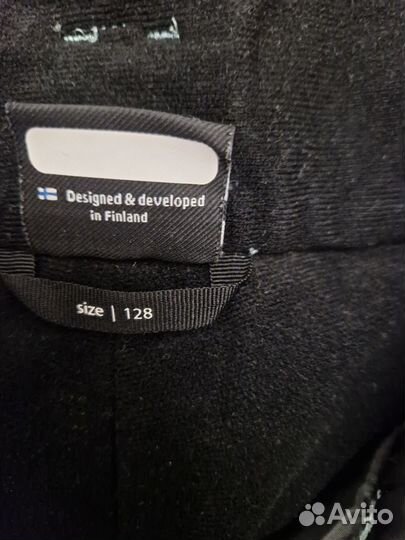 Designed & developed
in Finland
size | 128
Avito